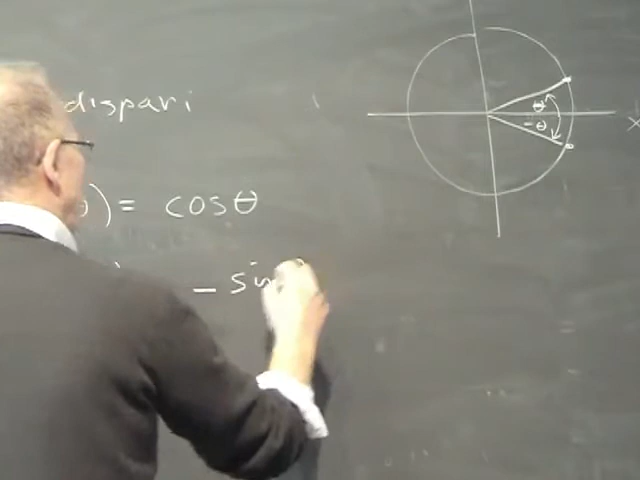 x
θ
-θ
dispari
) = cosθ
- sin